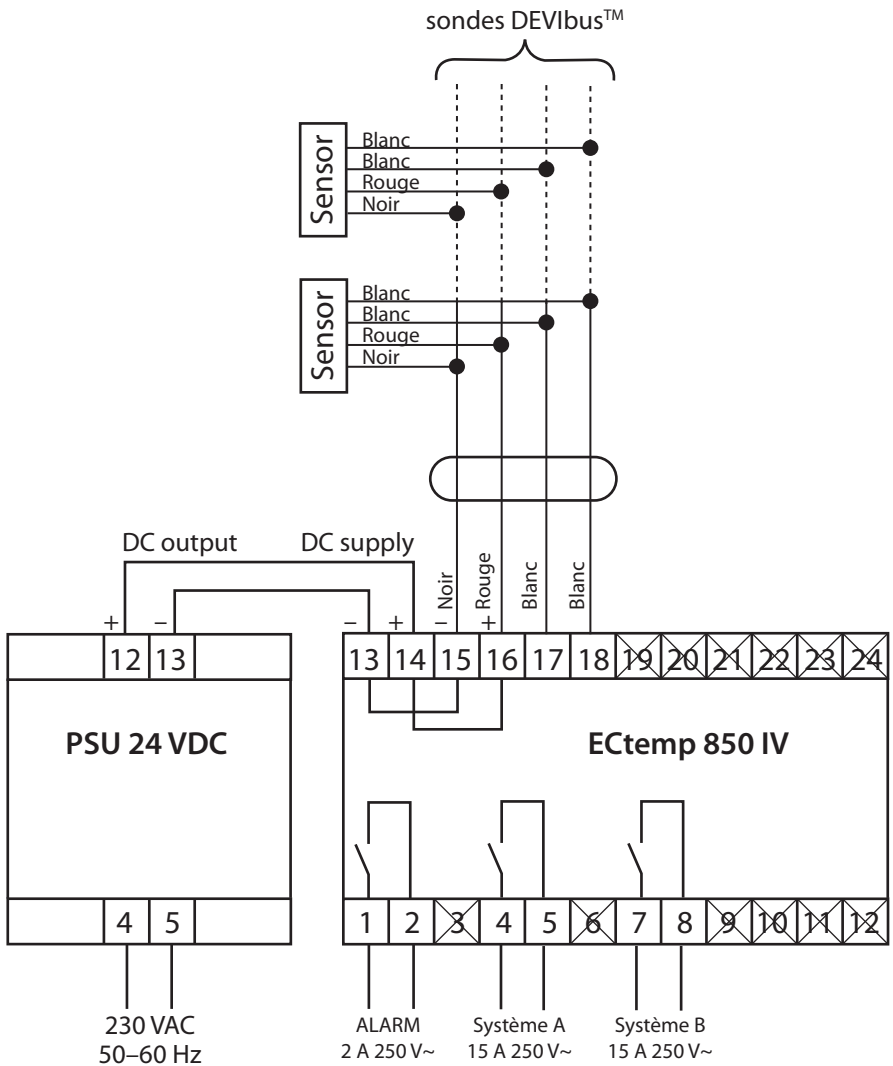 sondes DEVIbus™
Sensor
Blanc
Blanc
Rouge
Noir
Sensor
Blanc
Blanc
Rouge
Noir
DC output DC supply
Noir Rouge Blanc Blanc
+ – – + – +
12 13 13 14 15 16 17 18 19 20 21 22 23 24
PSU 24 VDC ECtemp 850 IV
4 5 1 2 3 4 5 6 7 8 9 10 11 12
230 VAC
50–60 Hz
ALARM
2 A 250 V~
Système A
15 A 250 V~
Système B
15 A 250 V~